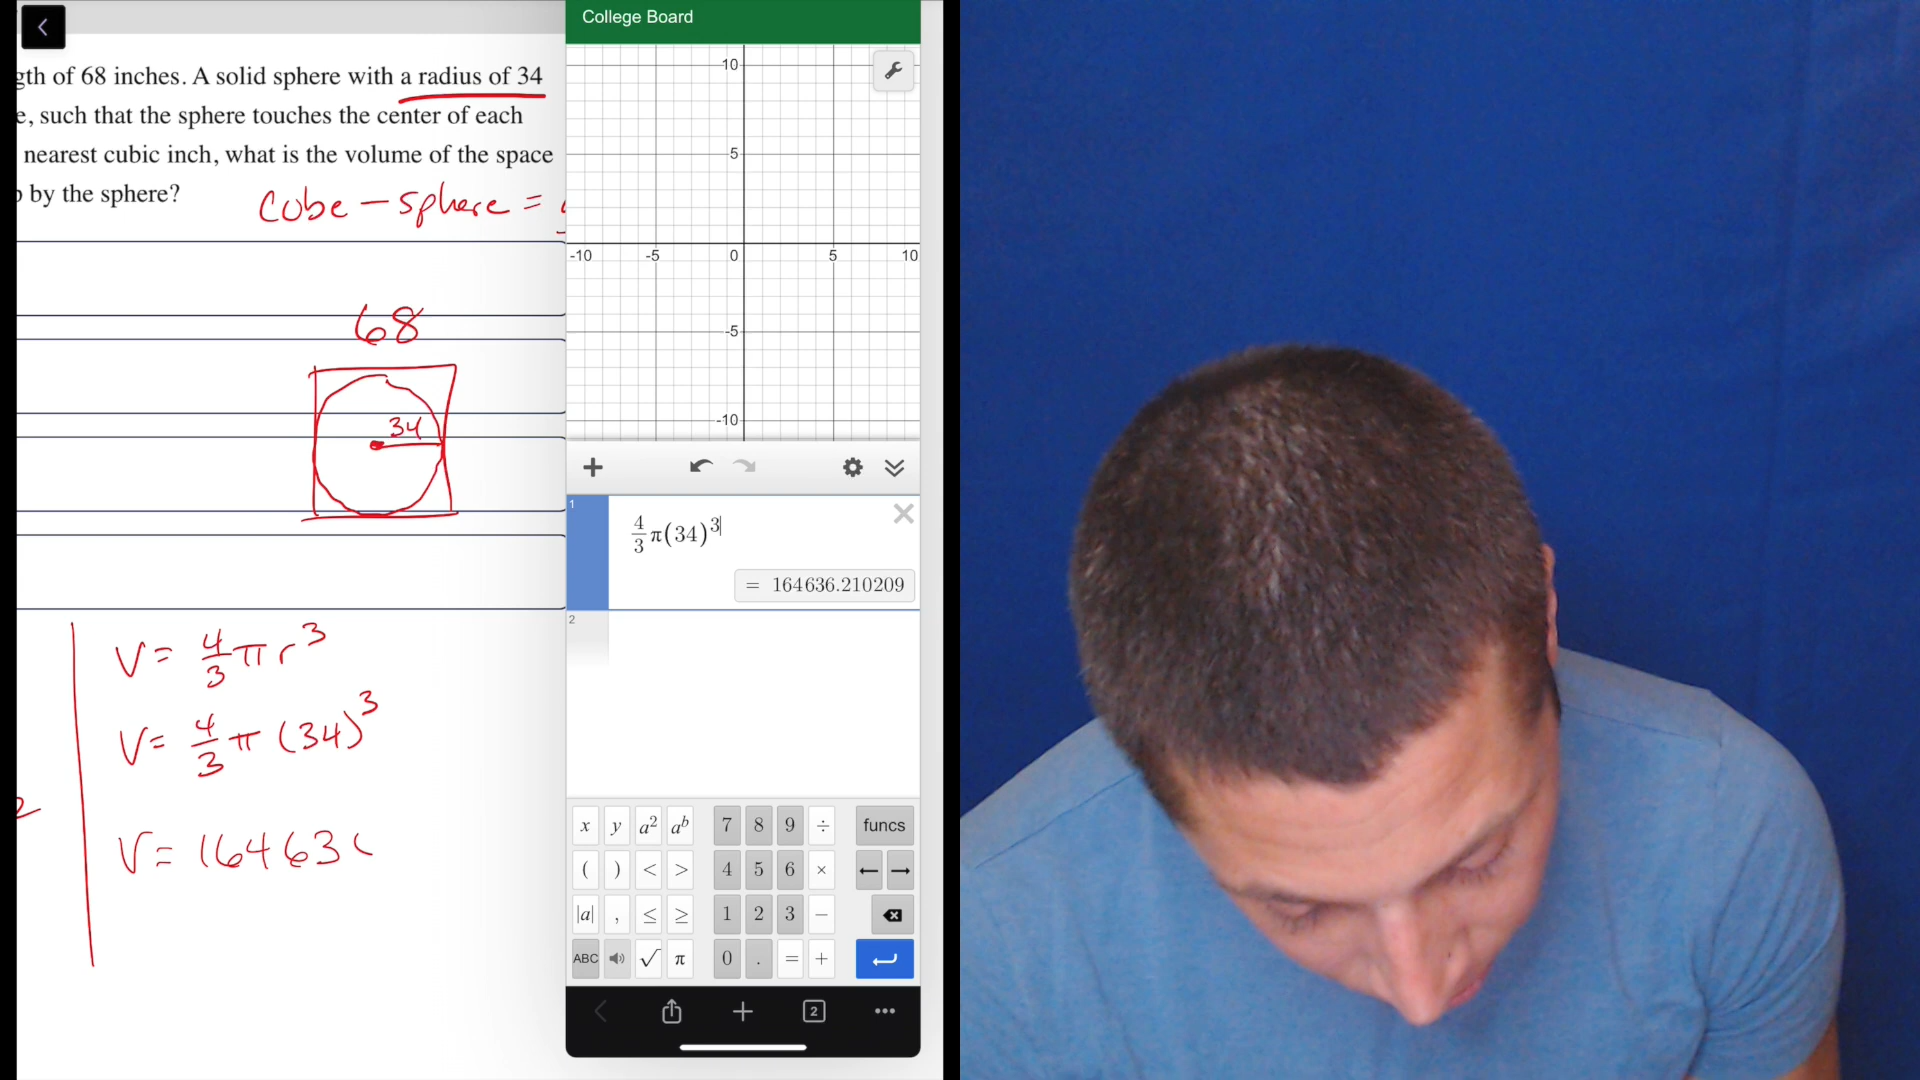 College Board
gth of 68 inches. A solid sphere with a radius of 34
e, such that the sphere touches the center of each
nearest cubic inch, what is the volume of the space
by the sphere?
cube - sphere =
68
34
V = 4/3 π r³
V = 4/3 π (34)³
V = 16463
10
5
-10 -5 0 5 10
-5
-10
1
4/3 π(34)³
= 164636.210209
2
x y a² aᵇ 7 8 9 ÷ funcs
( ) < > 4 5 6 × ← →
|a| , ≤ ≥ 1 2 3 −
ABC √ π 0 . = +
2